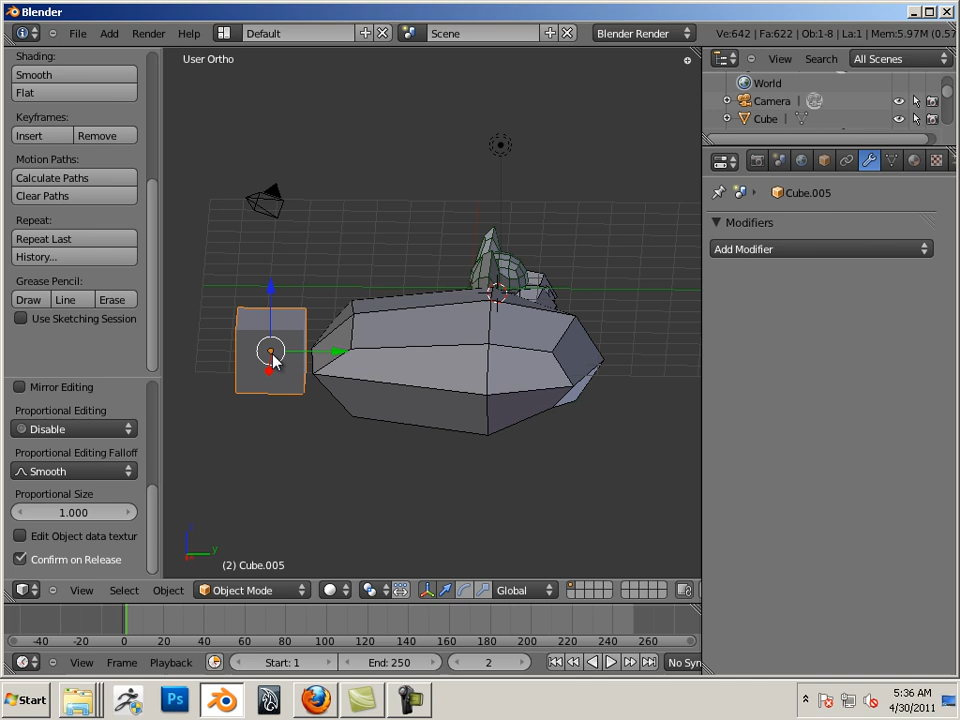 Blender
File Add Render Help Default Scene Blender Render Ve:642 | Fa:622 | Ob:1-8 | La:1 | Mem:5.97M (0.57
Shading:
Smooth
Flat
Keyframes:
Insert Remove
Motion Paths:
Calculate Paths
Clear Paths
Repeat:
Repeat Last
History...
Grease Pencil:
Draw Line Erase
Use Sketching Session
Mirror Editing
Proportional Editing
Disable
Proportional Editing Falloff
Smooth
Proportional Size
1.000
Edit Object data textur
Confirm on Release
User Ortho
z
y
(2) Cube.005
View Select Object Object Mode Global
View Search All Scenes
World
Camera
Cube
Cube.005
Modifiers
Add Modifier
-40 -20 0 20 40 60 80 100 120 140 160 180 200 220 240 260
View Frame Playback Start: 1 End: 250 2 No Syn
Start Ps 5:36 AM
4/30/2011